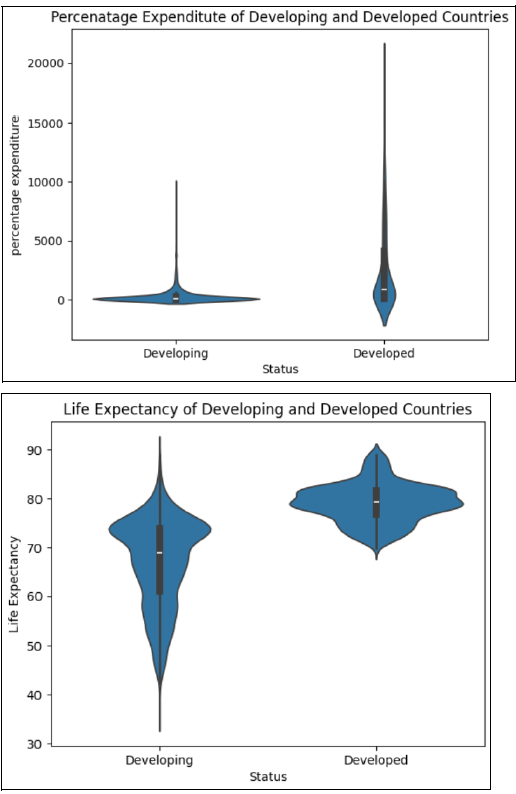 Percenatage Expenditute of Developing and Developed Countries
20000
15000
10000
5000
0
percentage expenditure
Developing
Developed
Status
Life Expectancy of Developing and Developed Countries
90
80
70
60
50
40
30
Life Expectancy
Developing
Developed
Status